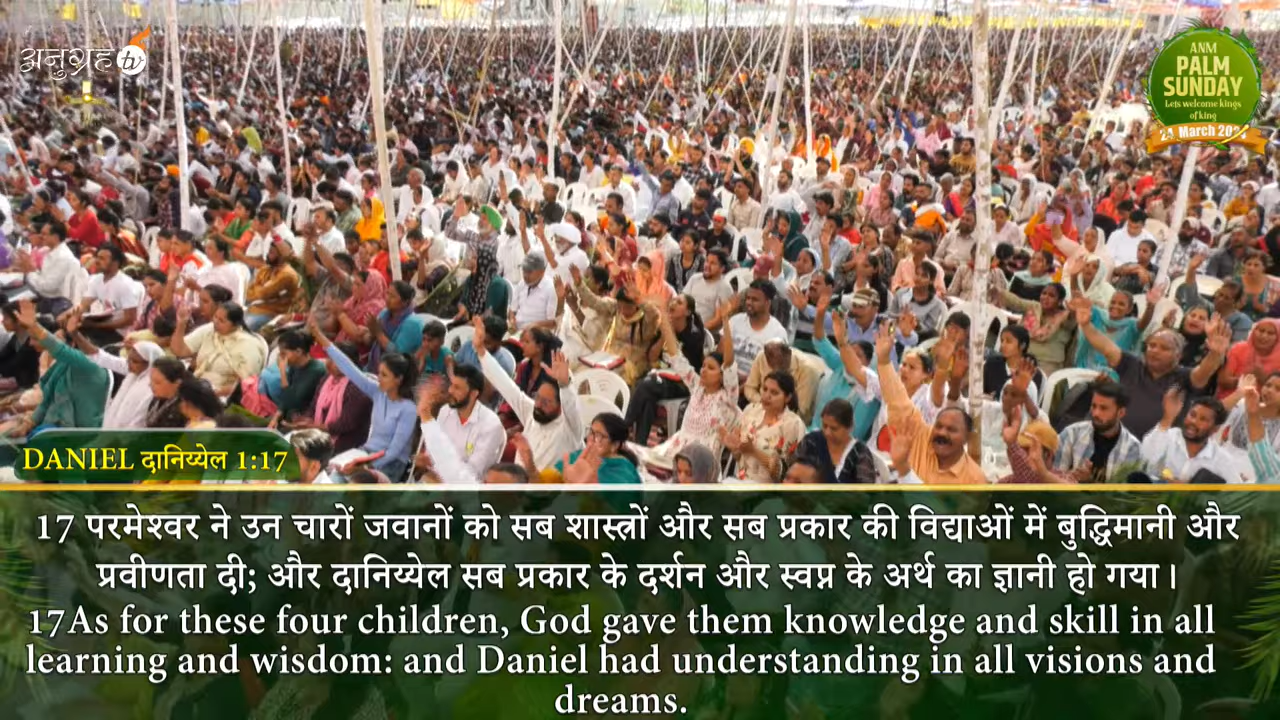 अनुग्रह tv
ANM
PALM
SUNDAY
Lets welcome kings
of king
24 March 2024
DANIEL दानिय्येल 1:17
17 परमेश्वर ने उन चारों जवानों को सब शास्त्रों और सब प्रकार की विद्याओं में बुद्धिमानी और
प्रवीणता दी; और दानिय्येल सब प्रकार के दर्शन और स्वप्न के अर्थ का ज्ञानी हो गया।
17As for these four children, God gave them knowledge and skill in all
learning and wisdom: and Daniel had understanding in all visions and
dreams.